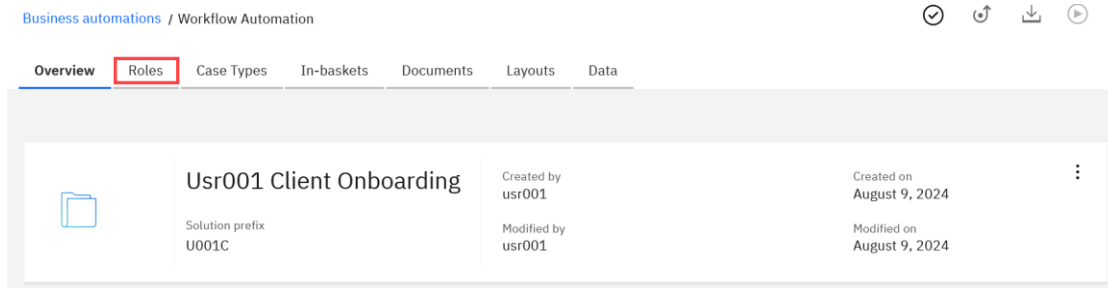 Business automations / Workflow Automation
Overview Roles Case Types In-baskets Documents Layouts Data
Usr001 Client Onboarding
Solution prefix
U001C
Created by
usr001
Modified by
usr001
Created on
August 9, 2024
Modified on
August 9, 2024